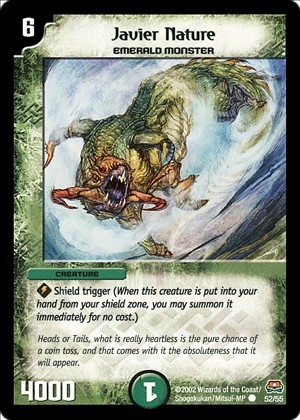 6
Javier Nature
EMERALD MONSTER
CREATURE
Shield trigger (When this creature is put into your
hand from your shield zone, you may summon it
immediately for no cost.)
Heads or Tails, what is really heartless is the pure chance of
a coin toss, and that comes with it the absoluteness that it
will appear.
4000
1
©2002 Wizards of the Coast/
Shogakukan/Mitsui-MP
52/55